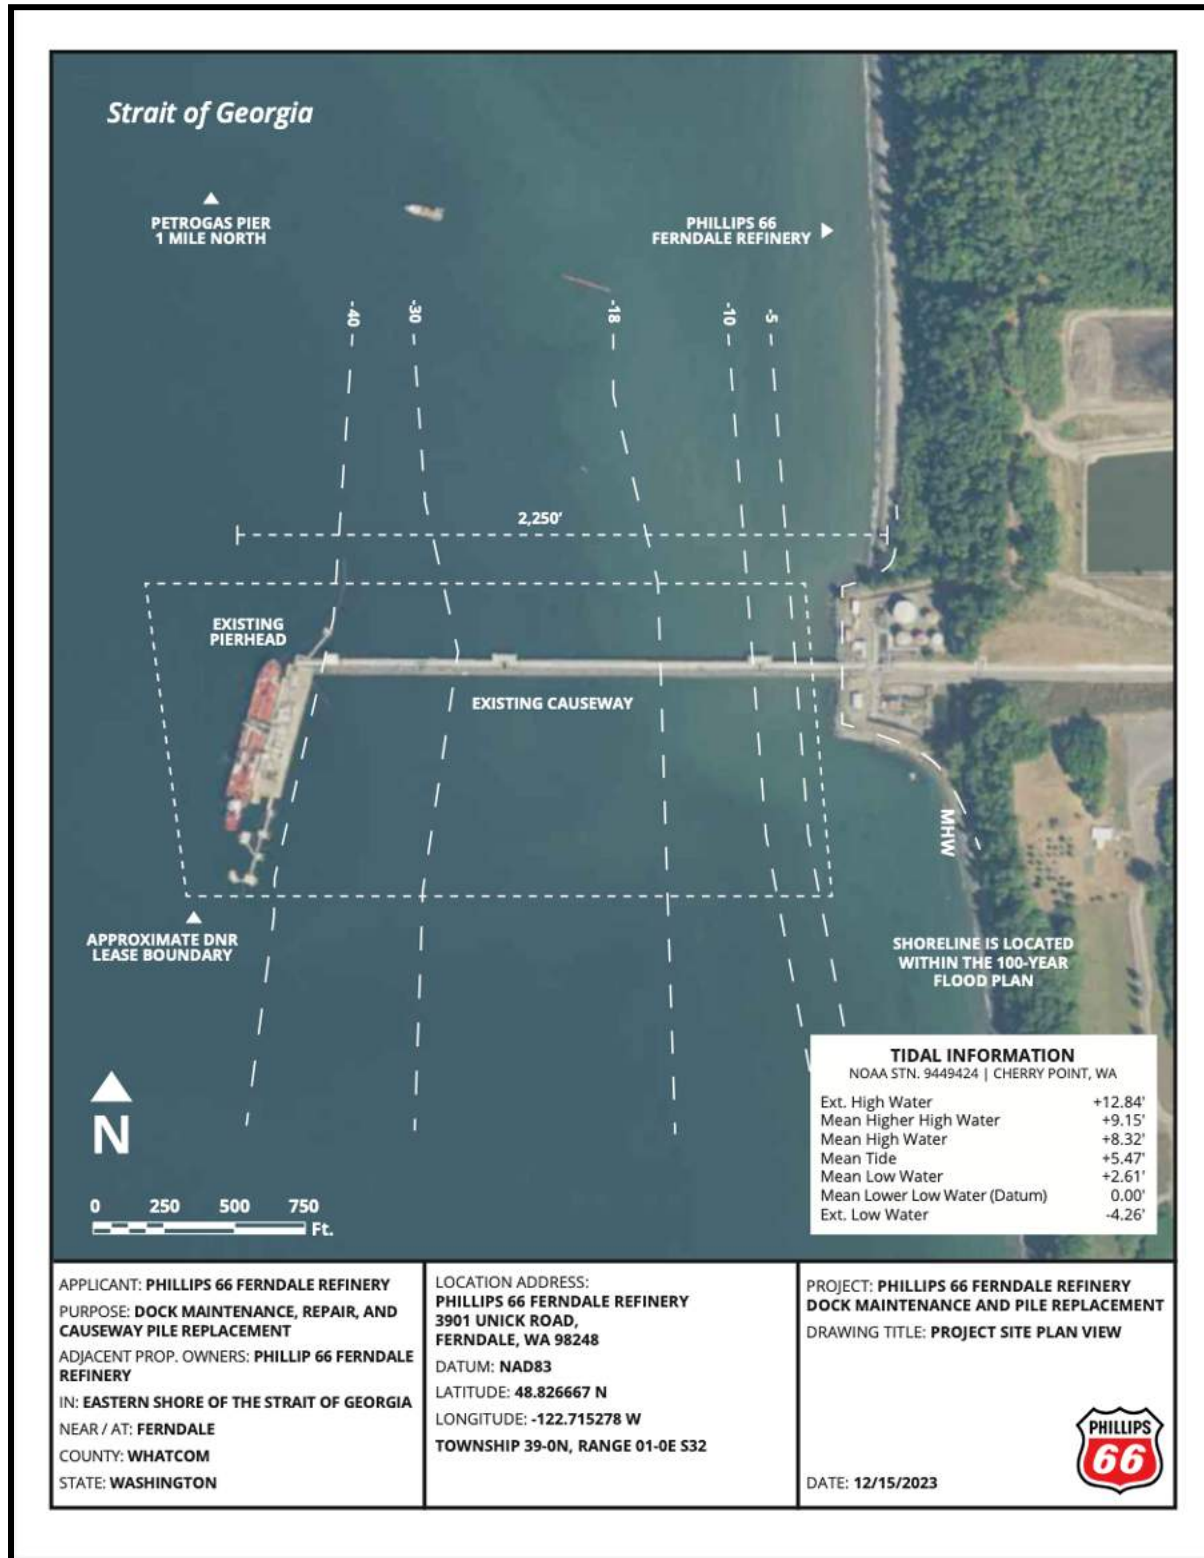 Strait of Georgia
PETROGAS PIER
1 MILE NORTH
PHILLIPS 66
FERNDALE REFINERY
-40
-30
-18
-10
-5
2,250'
EXISTING
PIERHEAD
EXISTING CAUSEWAY
MHW
APPROXIMATE DNR
LEASE BOUNDARY
SHORELINE IS LOCATED
WITHIN THE 100-YEAR
FLOOD PLAN
N
0 250 500 750
Ft.
TIDAL INFORMATION
NOAA STN. 9449424 | CHERRY POINT, WA
Ext. High Water +12.84'
Mean Higher High Water +9.15'
Mean High Water +8.32'
Mean Tide +5.47'
Mean Low Water +2.61'
Mean Lower Low Water (Datum) 0.00'
Ext. Low Water -4.26'
APPLICANT: PHILLIPS 66 FERNDALE REFINERY
PURPOSE: DOCK MAINTENANCE, REPAIR, AND
CAUSEWAY PILE REPLACEMENT
ADJACENT PROP. OWNERS: PHILLIP 66 FERNDALE
REFINERY
IN: EASTERN SHORE OF THE STRAIT OF GEORGIA
NEAR / AT: FERNDALE
COUNTY: WHATCOM
STATE: WASHINGTON
LOCATION ADDRESS:
PHILLIPS 66 FERNDALE REFINERY
3901 UNICK ROAD,
FERNDALE, WA 98248
DATUM: NAD83
LATITUDE: 48.826667 N
LONGITUDE: -122.715278 W
TOWNSHIP 39-0N, RANGE 01-0E S32
PROJECT: PHILLIPS 66 FERNDALE REFINERY
DOCK MAINTENANCE AND PILE REPLACEMENT
DRAWING TITLE: PROJECT SITE PLAN VIEW
DATE: 12/15/2023
PHILLIPS
66